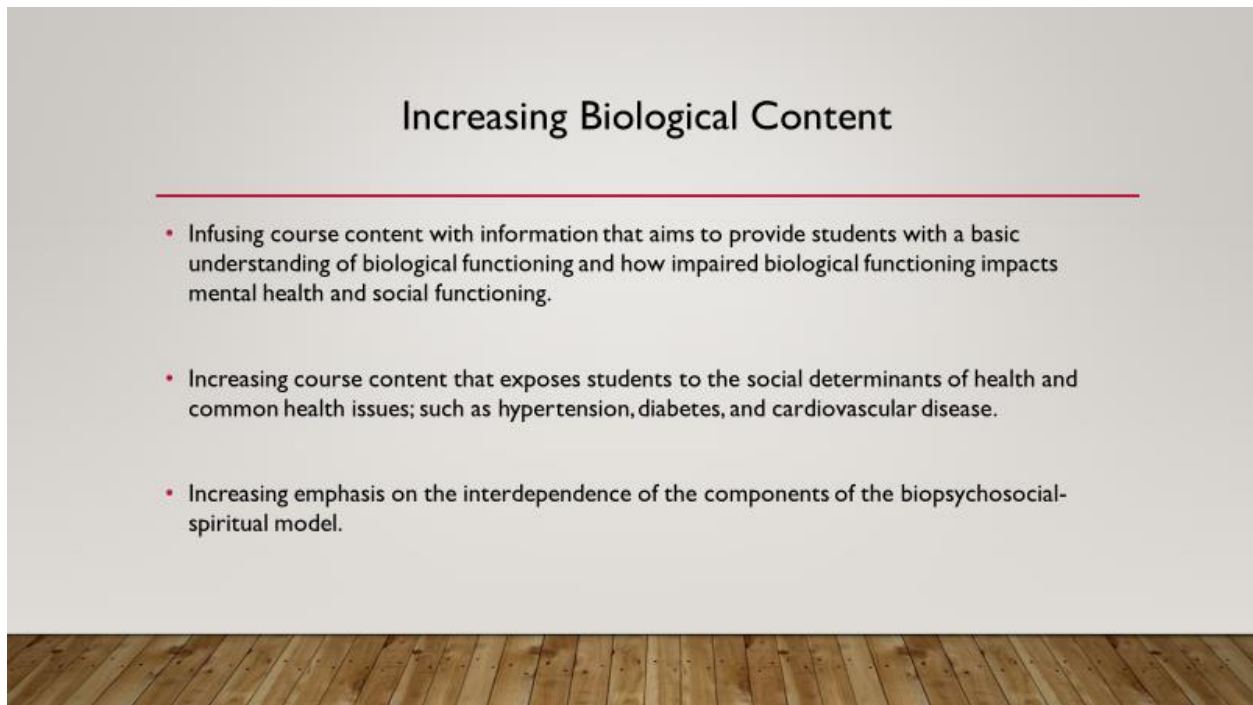 Increasing Biological Content
• Infusing course content with information that aims to provide students with a basic
understanding of biological functioning and how impaired biological functioning impacts
mental health and social functioning.
• Increasing course content that exposes students to the social determinants of health and
common health issues; such as hypertension, diabetes, and cardiovascular disease.
• Increasing emphasis on the interdependence of the components of the biopsychosocial-
spiritual model.